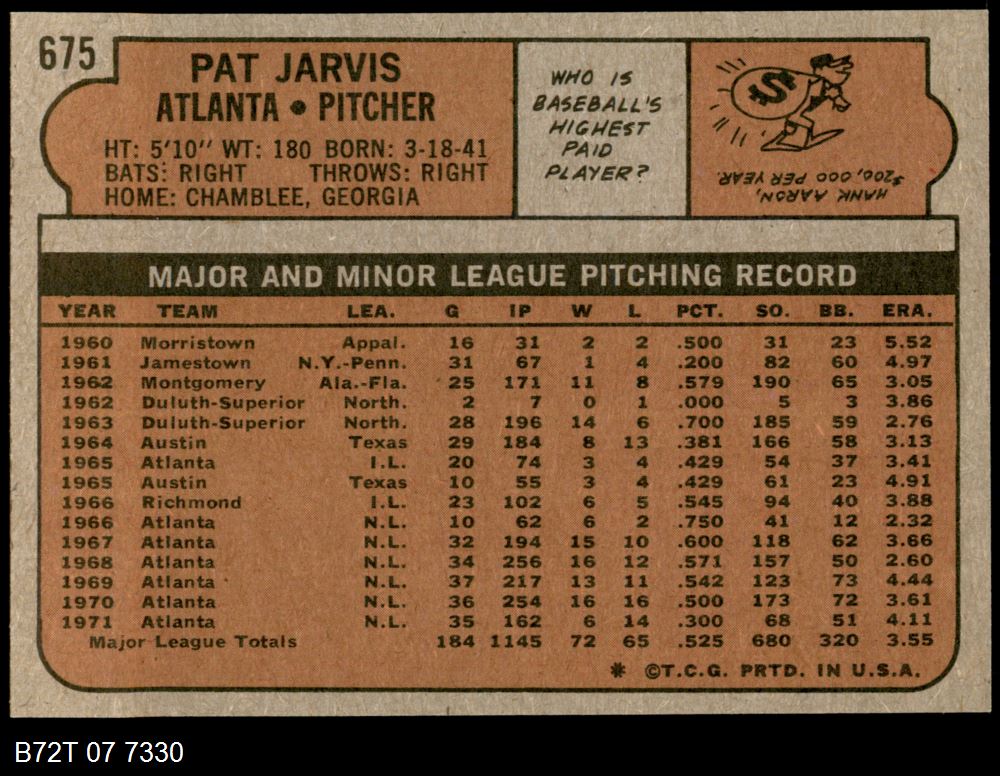 675
PAT JARVIS
ATLANTA • PITCHER
HT: 5'10" WT: 180 BORN: 3-18-41
BATS: RIGHT THROWS: RIGHT
HOME: CHAMBLEE, GEORGIA
WHO IS
BASEBALL'S
HIGHEST
PAID
PLAYER?
$
HANK AARON,
$200,000 PER YEAR.
MAJOR AND MINOR LEAGUE PITCHING RECORD
YEAR TEAM LEA. G IP W L PCT. SO. BB. ERA.
1960 Morristown Appal. 16 31 2 2 .500 31 23 5.52
1961 Jamestown N.Y.-Penn. 31 67 1 4 .200 82 60 4.97
1962 Montgomery Ala.-Fla. 25 171 11 8 .579 190 65 3.05
1962 Duluth-Superior North. 2 7 0 1 .000 5 3 3.86
1963 Duluth-Superior North. 28 196 14 6 .700 185 59 2.76
1964 Austin Texas 29 184 8 13 .381 166 58 3.13
1965 Atlanta I.L. 20 74 3 4 .429 54 37 3.41
1965 Austin Texas 10 55 3 4 .429 61 23 4.91
1966 Richmond I.L. 23 102 6 5 .545 94 40 3.88
1966 Atlanta N.L. 10 62 6 2 .750 41 12 2.32
1967 Atlanta N.L. 32 194 15 10 .600 118 62 3.66
1968 Atlanta N.L. 34 256 16 12 .571 157 50 2.60
1969 Atlanta N.L. 37 217 13 11 .542 123 73 4.44
1970 Atlanta N.L. 36 254 16 16 .500 173 72 3.61
1971 Atlanta N.L. 35 162 6 14 .300 68 51 4.11
Major League Totals 184 1145 72 65 .525 680 320 3.55
* ©T.C.G. PRTD. IN U.S.A.
B72T 07 7330